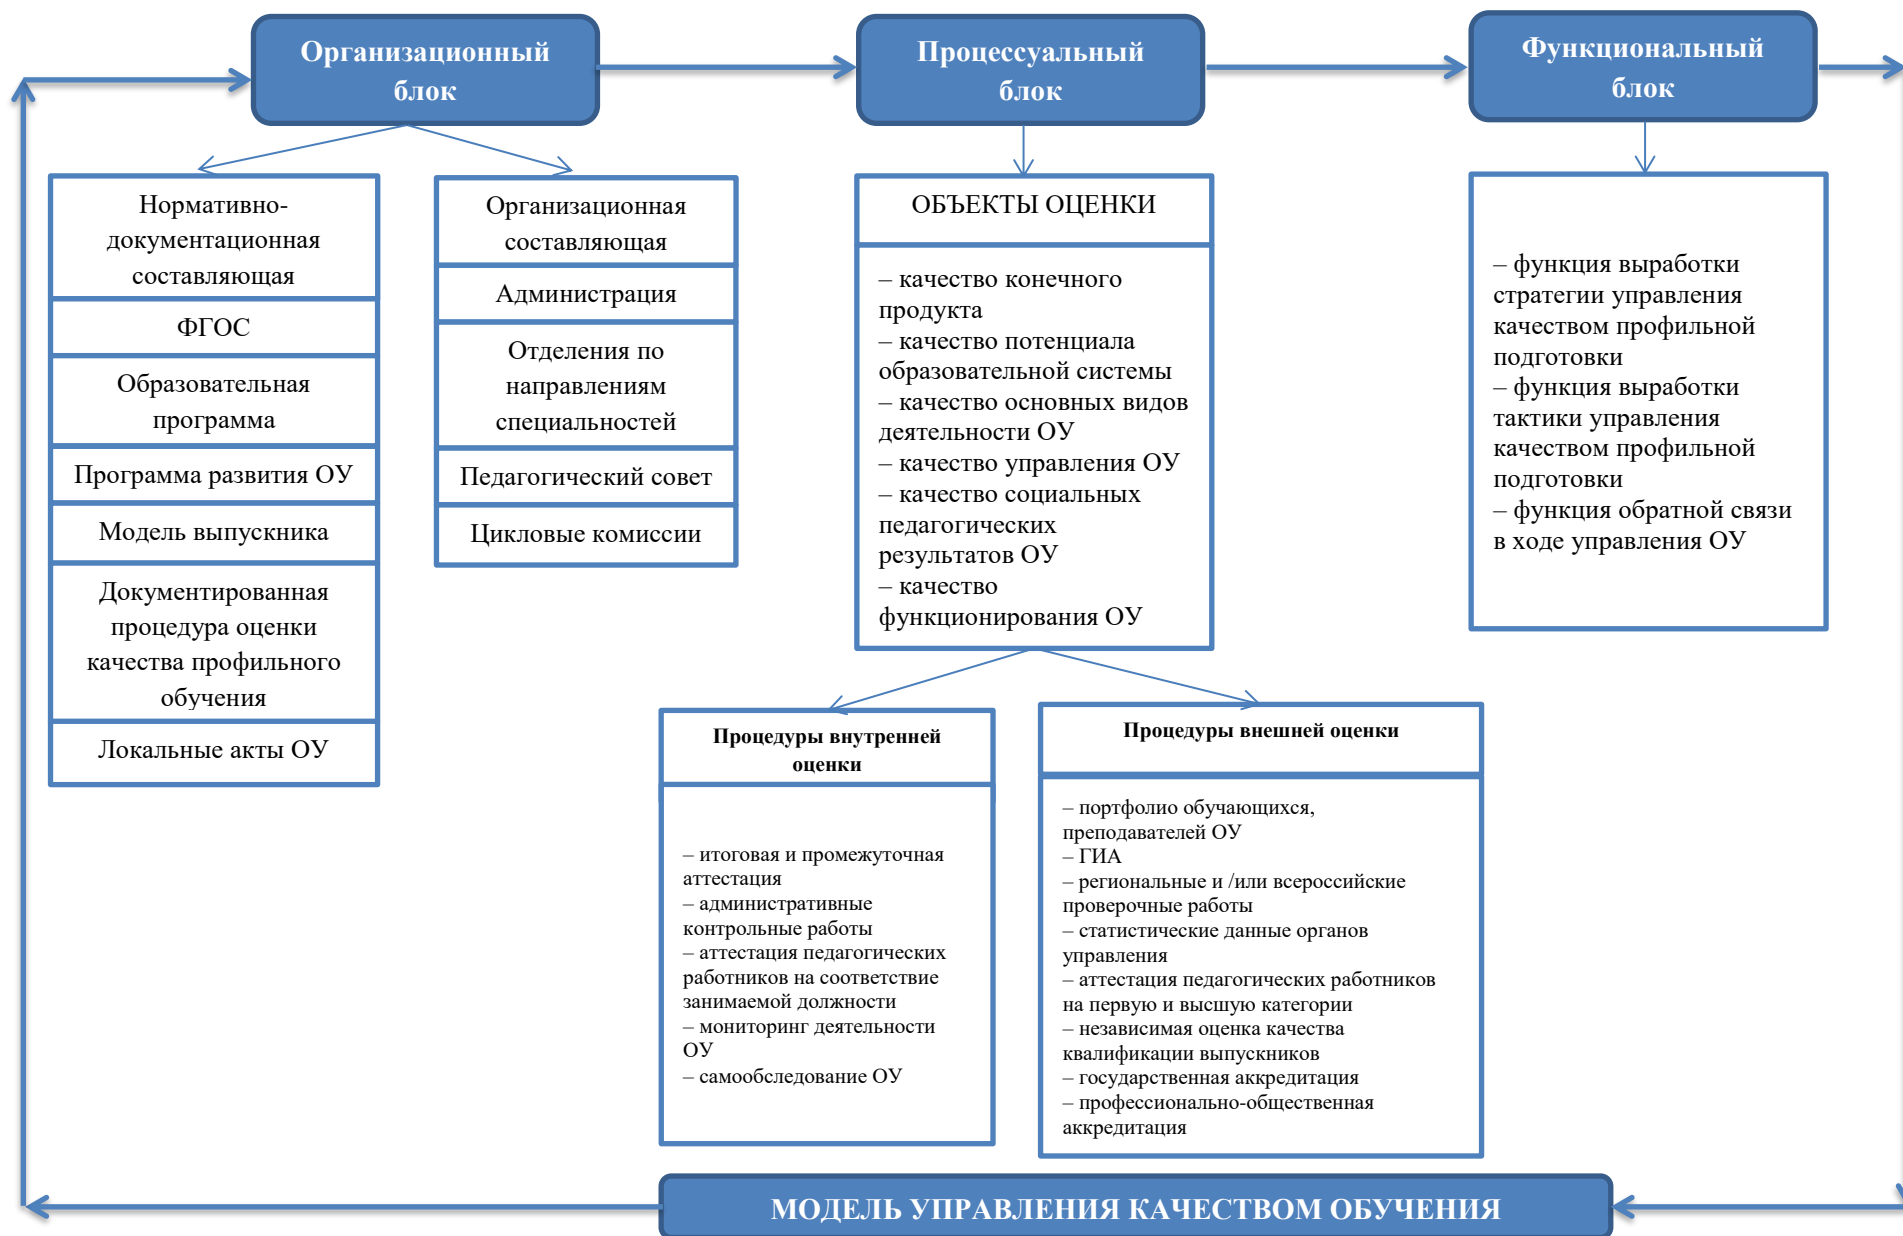 Организационный
блок
Процессуальный
блок
Функциональный
блок
Нормативно-
документационная
составляющая
ФГОС
Образовательная
программа
Программа развития ОУ
Модель выпускника
Документированная
процедура оценки
качества профильного
обучения
Локальные акты ОУ
Организационная
составляющая
Администрация
Отделения по
направлениям
специальностей
Педагогический совет
Цикловые комиссии
ОБЪЕКТЫ ОЦЕНКИ
– качество конечного
продукта
– качество потенциала
образовательной системы
– качество основных видов
деятельности ОУ
– качество управления ОУ
– качество социальных
педагогических
результатов ОУ
– качество
функционирования ОУ
– функция выработки
стратегии управления
качеством профильной
подготовки
– функция выработки
тактики управления
качеством профильной
подготовки
– функция обратной связи
в ходе управления ОУ
Процедуры внутренней
оценки
– итоговая и промежуточная
аттестация
– административные
контрольные работы
– аттестация педагогических
работников на соответствие
занимаемой должности
– мониторинг деятельности
ОУ
– самообследование ОУ
Процедуры внешней оценки
– портфолио обучающихся,
преподавателей ОУ
– ГИА
– региональные и /или всероссийские
проверочные работы
– статистические данные органов
управления
– аттестация педагогических работников
на первую и высшую категории
– независимая оценка качества
квалификации выпускников
– государственная аккредитация
– профессионально-общественная
аккредитация
МОДЕЛЬ УПРАВЛЕНИЯ КАЧЕСТВОМ ОБУЧЕНИЯ